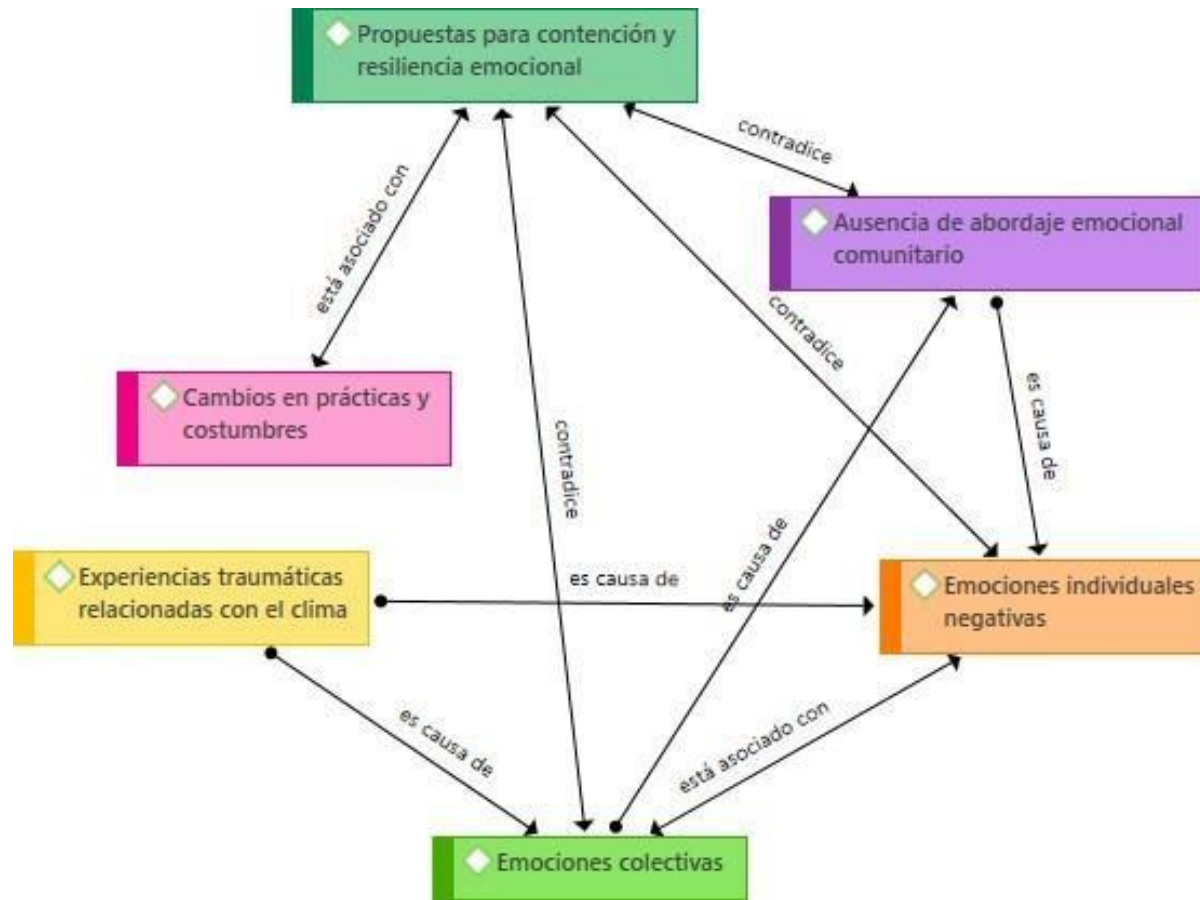 Propuestas para contención y
resiliencia emocional
contradice
Ausencia de abordaje emocional
comunitario
está asociado con
contradice
Cambios en prácticas y
costumbres
es causa de
contradice
es causa de
Experiencias traumáticas
relacionadas con el clima
es causa de
Emociones individuales
negativas
es causa de
está asociado con
Emociones colectivas